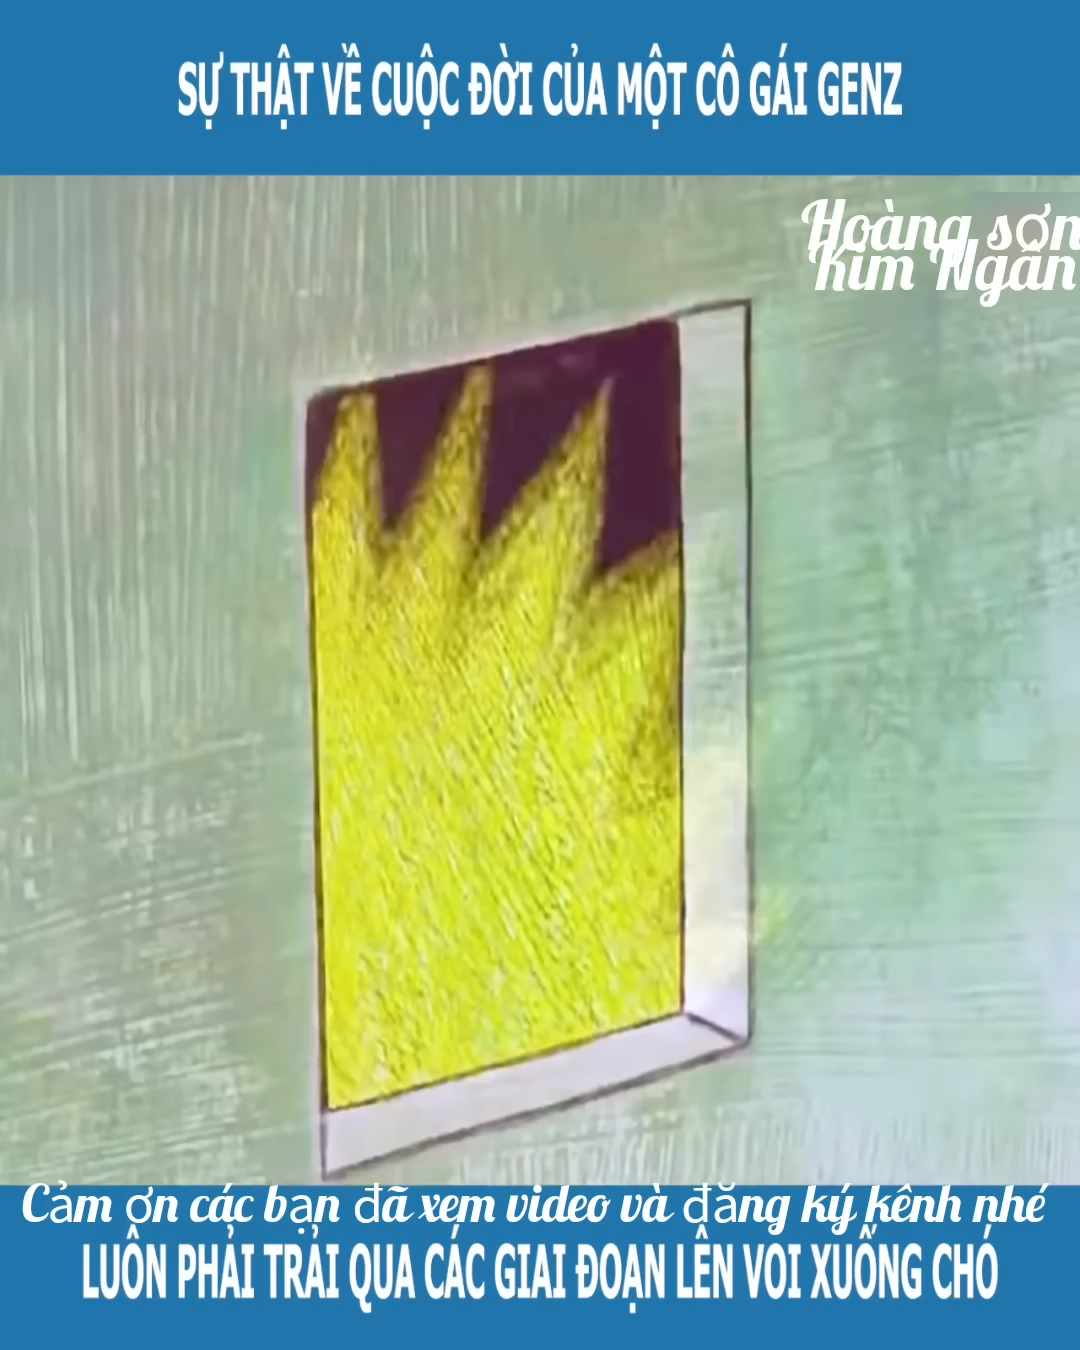 SỰ THẬT VỀ CUỘC ĐỜI CỦA MỘT CÔ GÁI GENZ
Hoàng sơn
Kim Ngân
Cảm ơn các bạn đã xem video và đăng ký kênh nhé
LUÔN PHẢI TRẢI QUA CÁC GIAI ĐOẠN LÊN VOI XUỐNG CHÓ